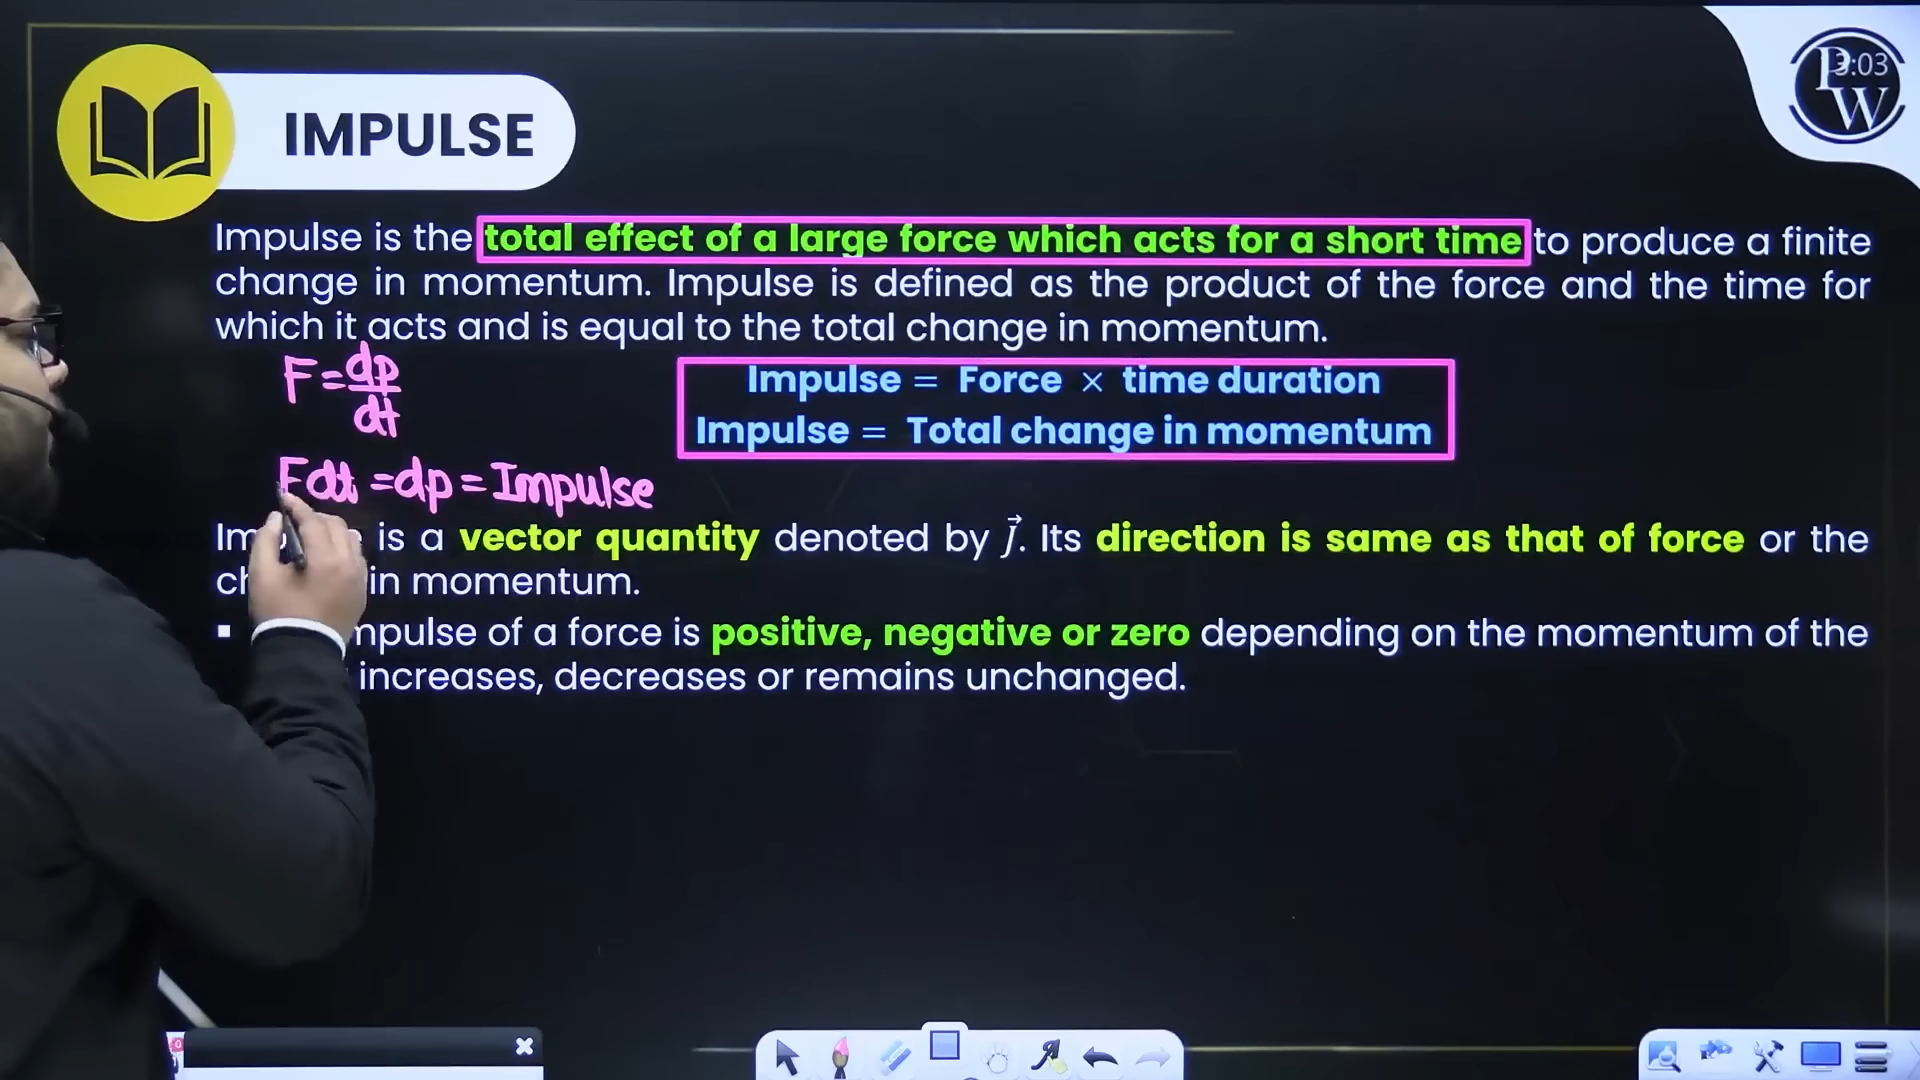 IMPULSE
PW
3:03
Impulse is the total effect of a large force which acts for a short time to produce a finite
change in momentum. Impulse is defined as the product of the force and the time for
which it acts and is equal to the total change in momentum.
F = dp/dt
Impulse = Force × time duration
Impulse = Total change in momentum
Fdt = dp = Impulse
is a vector quantity denoted by J⃗. Its direction is same as that of force or the
in momentum.
▪ mpulse of a force is positive, negative or zero depending on the momentum of the
increases, decreases or remains unchanged.